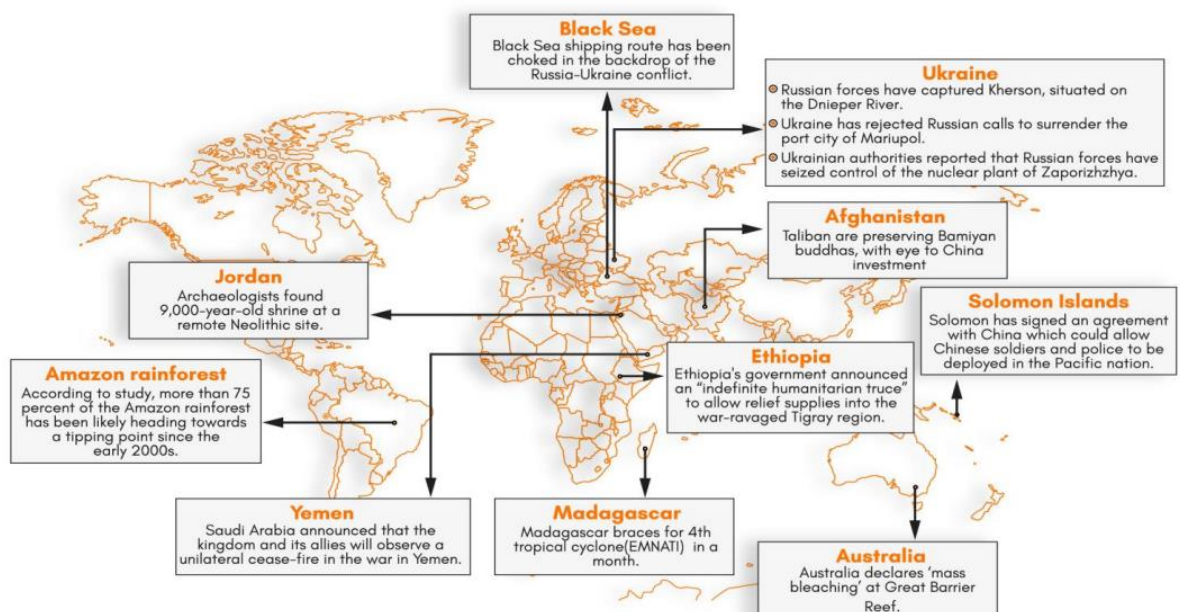 Black Sea
Black Sea shipping route has been
choked in the backdrop of the
Russia-Ukraine conflict.
Ukraine
Russian forces have captured Kherson, situated on
the Dnieper River.
Ukraine has rejected Russian calls to surrender the
port city of Mariupol.
Ukrainian authorities reported that Russian forces have
seized control of the nuclear plant of Zaporizhzhya.
Afghanistan
Taliban are preserving Bamiyan
buddhas, with eye to China
investment
Jordan
Archaeologists found
9,000-year-old shrine at a
remote Neolithic site.
Solomon Islands
Solomon has signed an agreement
with China which could allow
Chinese soldiers and police to be
deployed in the Pacific nation.
Amazon rainforest
According to study, more than 75
percent of the Amazon rainforest
has been likely heading towards
a tipping point since the
early 2000s.
Ethiopia
Ethiopia's government announced
an “indefinite humanitarian truce”
to allow relief supplies into the
war-ravaged Tigray region.
Yemen
Saudi Arabia announced that the
kingdom and its allies will observe a
unilateral cease-fire in the war in Yemen.
Madagascar
Madagascar braces for 4th
tropical cyclone(EMNATI) in a
month.
Australia
Australia declares ‘mass
bleaching’ at Great Barrier
Reef.